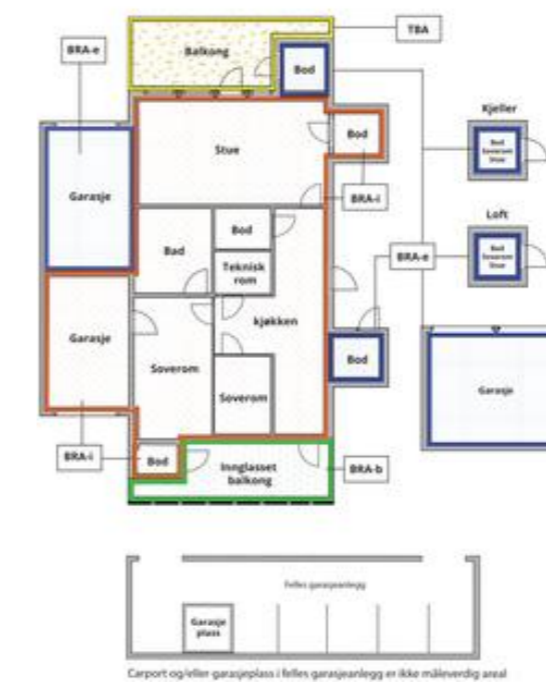 TBA
BRA-e
Balkong
Bod
Kjeller
Bod
Soverom
Stue
Bod
Stue
Garasje
BRA-i
Loft
Bod
Bod
Soverom
Stue
Bad
BRA-e
Teknisk
rom
kjøkken
Garasje
Bod
Soverom
Garasje
Soverom
BRA-i
Bod
Innglasset
balkong
BRA-b
Felles garasjeanlegg
Garasje
plass
Carport og/eller garasjeplass i felles garasjeanlegg er ikke måleverdig areal